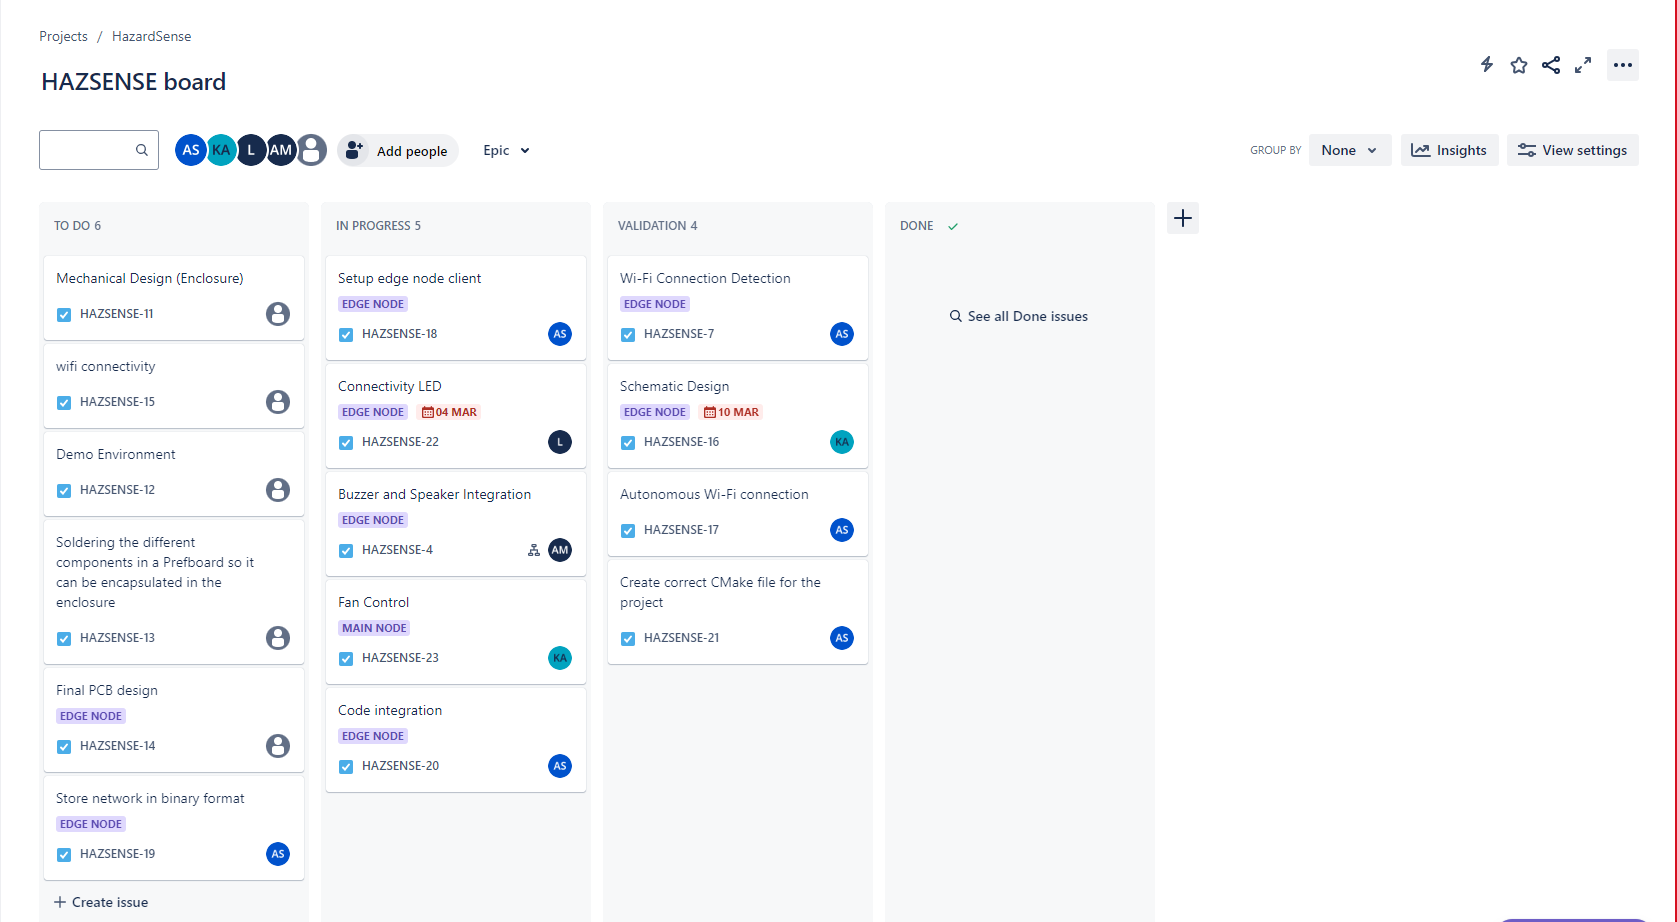 Projects / HazardSense
HAZSENSE board
AS KA L AM Add people Epic
GROUP BY None Insights View settings
TO DO 6
Mechanical Design (Enclosure)
HAZSENSE-11
wifi connectivity
HAZSENSE-15
Demo Environment
HAZSENSE-12
Soldering the different
components in a Prefboard so it
can be encapsulated in the
enclosure
HAZSENSE-13
Final PCB design
EDGE NODE
HAZSENSE-14
Store network in binary format
EDGE NODE
HAZSENSE-19 AS
+ Create issue
IN PROGRESS 5
Setup edge node client
EDGE NODE
HAZSENSE-18 AS
Connectivity LED
EDGE NODE 04 MAR
HAZSENSE-22 L
Buzzer and Speaker Integration
EDGE NODE
HAZSENSE-4 AM
Fan Control
MAIN NODE
HAZSENSE-23 KA
Code integration
EDGE NODE
HAZSENSE-20 AS
VALIDATION 4
Wi-Fi Connection Detection
EDGE NODE
HAZSENSE-7 AS
Schematic Design
EDGE NODE 10 MAR
HAZSENSE-16 KA
Autonomous Wi-Fi connection
HAZSENSE-17 AS
Create correct CMake file for the
project
HAZSENSE-21 AS
DONE
See all Done issues